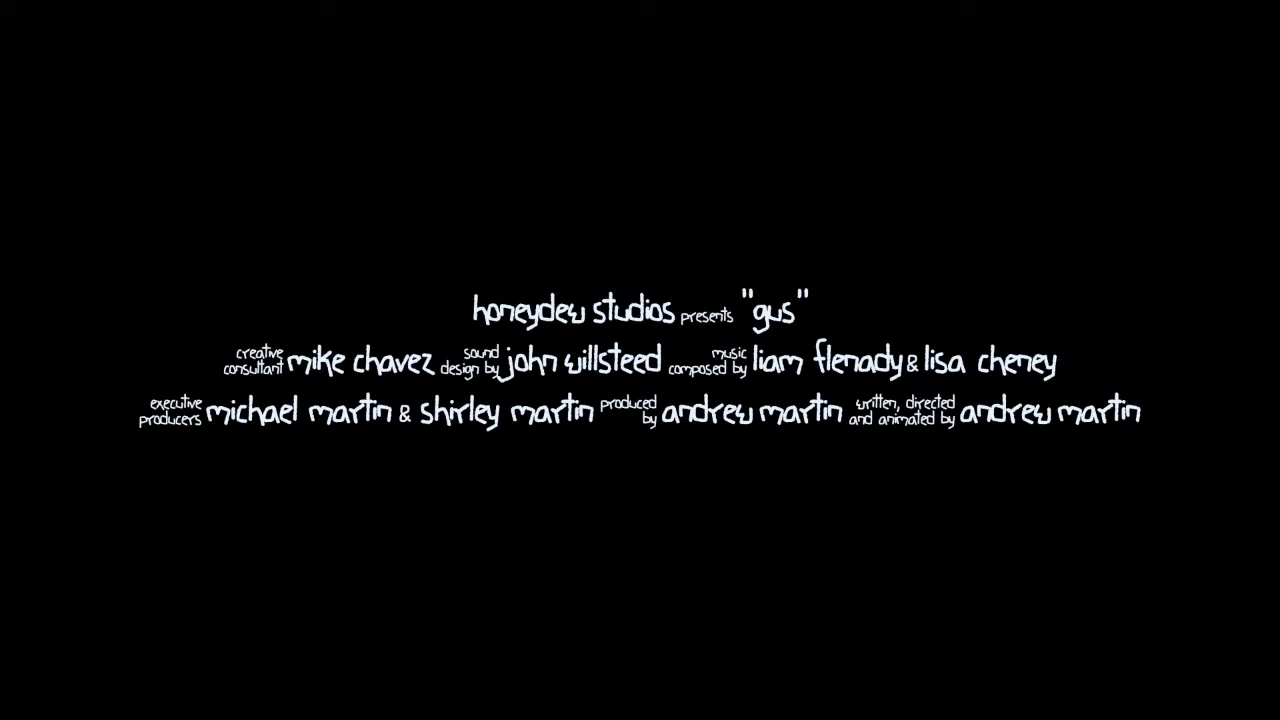 honeydew studios presents "gus"
creative consultant mike chavez sound design by john willsteed music composed by liam flenady & lisa cheney
executive producers michael martin & shirley martin produced by andrew martin written, directed and animated by andrew martin